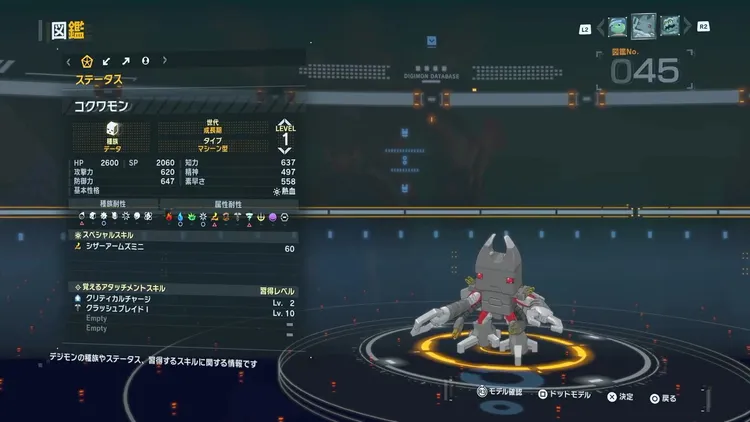 図鑑
L2
R2
図鑑No.
045
DIGIMON DATABASE
ステータス
コクワモン
種族
データ
世代
成長期
タイプ
マシーン型
LEVEL
1
HP 2600 SP 2060 知力 637
攻撃力 620 精神 497
防御力 647 素早さ 558
基本性格 熱血
種族耐性 属性耐性
スペシャルスキル
シザーアームズミニ 60
覚えるアタッチメントスキル 習得レベル
クリティカルチャージ Lv. 2
クラッシュブレイドI Lv. 10
Empty
Empty
デジモンの種族やステータス、習得するスキルに関する情報です
R3 モデル確認 ドットモデル 決定 戻る